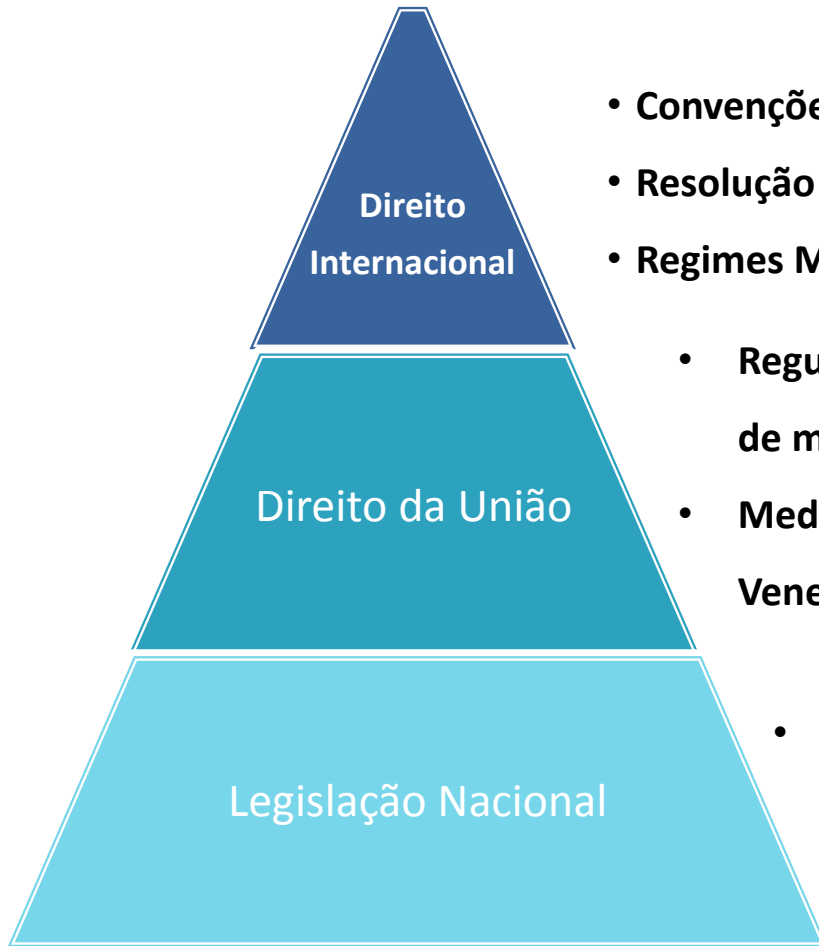 Direito
Internacional
• Convençõe
• Resolução
• Regimes M
Direito da União
• Regu
de m
• Med
Vene
Legislação Nacional
•